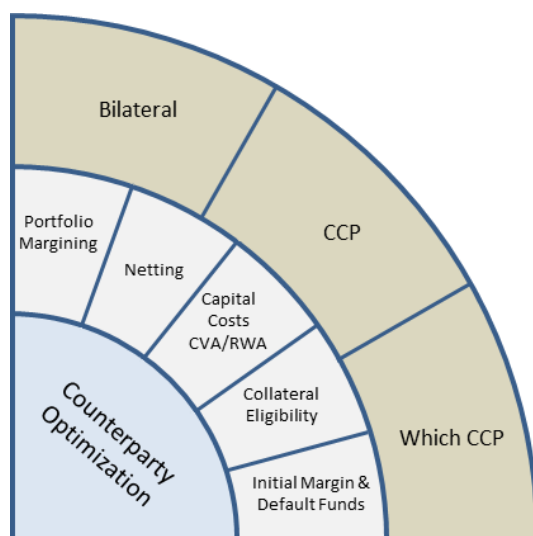 Bilateral
CCP
Which CCP
Portfolio
Margining
Netting
Capital
Costs
CVA/RWA
Collateral
Eligibility
Initial Margin &
Default Funds
Counterparty
Optimization